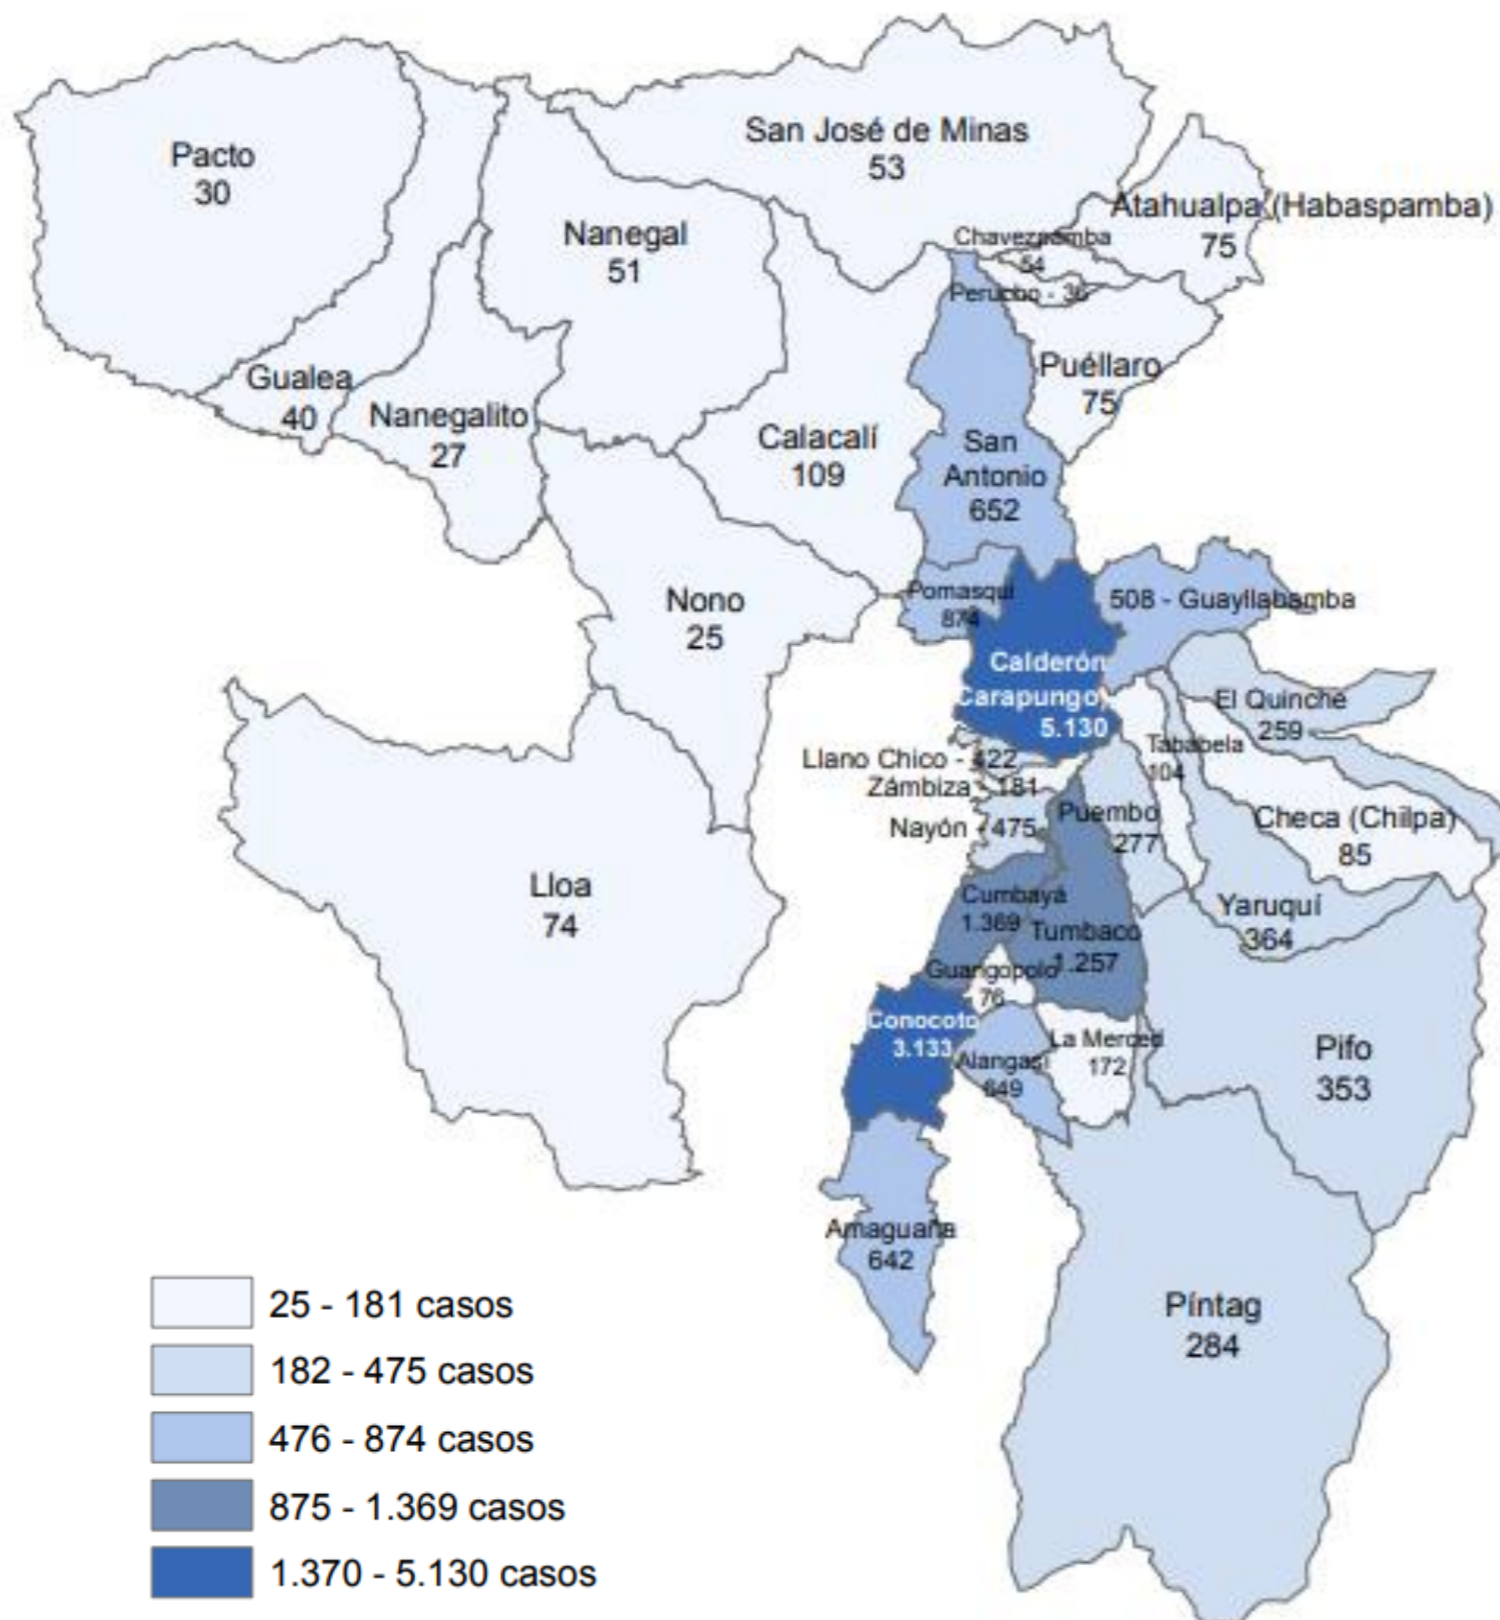 Pacto
30
San José de Minas
53
Atahualpa (Habaspamba)
75
Nanegal
51
Chavezpamba
54
Perucho - 36
Puéllaro
75
Gualea
40
Nanegalito
27
Calacalí
109
San
Antonio
652
Pomasqui
874
508 - Guayllabamba
Nono
25
Calderón
Carapungo)
5.130
El Quinche
259
Tababela
104
Llano Chico - 422
Zámbiza - 181
Nayón - 475
Puembo
277
Checa (Chilpa)
85
Lloa
74
Cumbayá
1.369
Tumbaco
1.257
Yaruquí
364
Guangopolo
76
Conocoto
3.133
Alangasí
649
La Merced
172
Pifo
353
Amaguaña
642
Píntag
284
25 - 181 casos
182 - 475 casos
476 - 874 casos
875 - 1.369 casos
1.370 - 5.130 casos